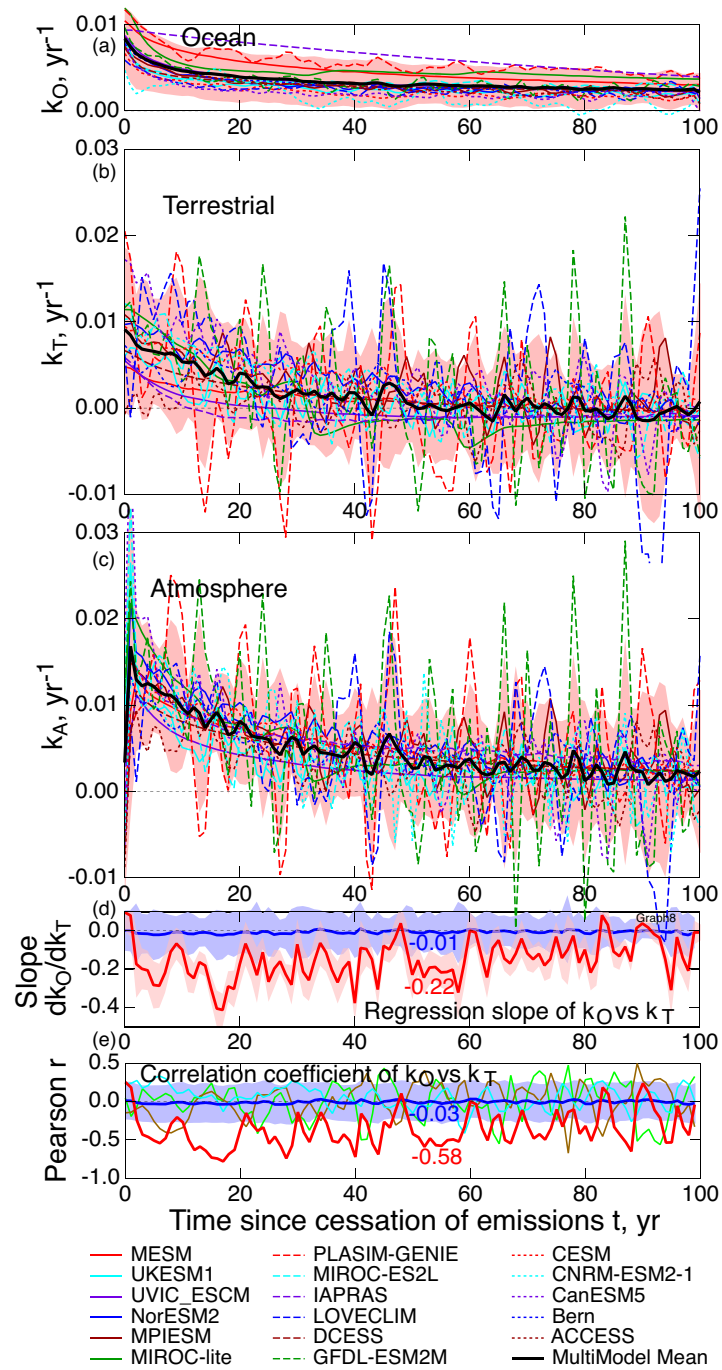 0.01
(a)
Ocean
kO, yr-1
0.00
0 20 40 60 80 100
0.03
(b)
Terrestrial
0.02
0.01
kT, yr-1
0.00
-0.01
0 20 40 60 80 100
0.03
(c)
Atmosphere
0.02
0.01
kA, yr-1
0.00
-0.01
0 20 40 60 80 100
(d)
Graph8
0.0
-0.01
-0.2
-0.22
-0.4
Slope
dkO/dkT
Regression slope of kO vs kT
0 20 40 60 80 100
(e)
0.5
Correlation coefficient of kO vs kT
0.0
-0.03
-0.5
-0.58
-1.0
Pearson r
0 20 40 60 80 100
Time since cessation of emissions t, yr
MESM PLASIM-GENIE CESM
UKESM1 MIROC-ES2L CNRM-ESM2-1
UVIC_ESCM IAPRAS CanESM5
NorESM2 LOVECLIM Bern
MPIESM DCESS ACCESS
MIROC-lite GFDL-ESM2M MultiModel Mean